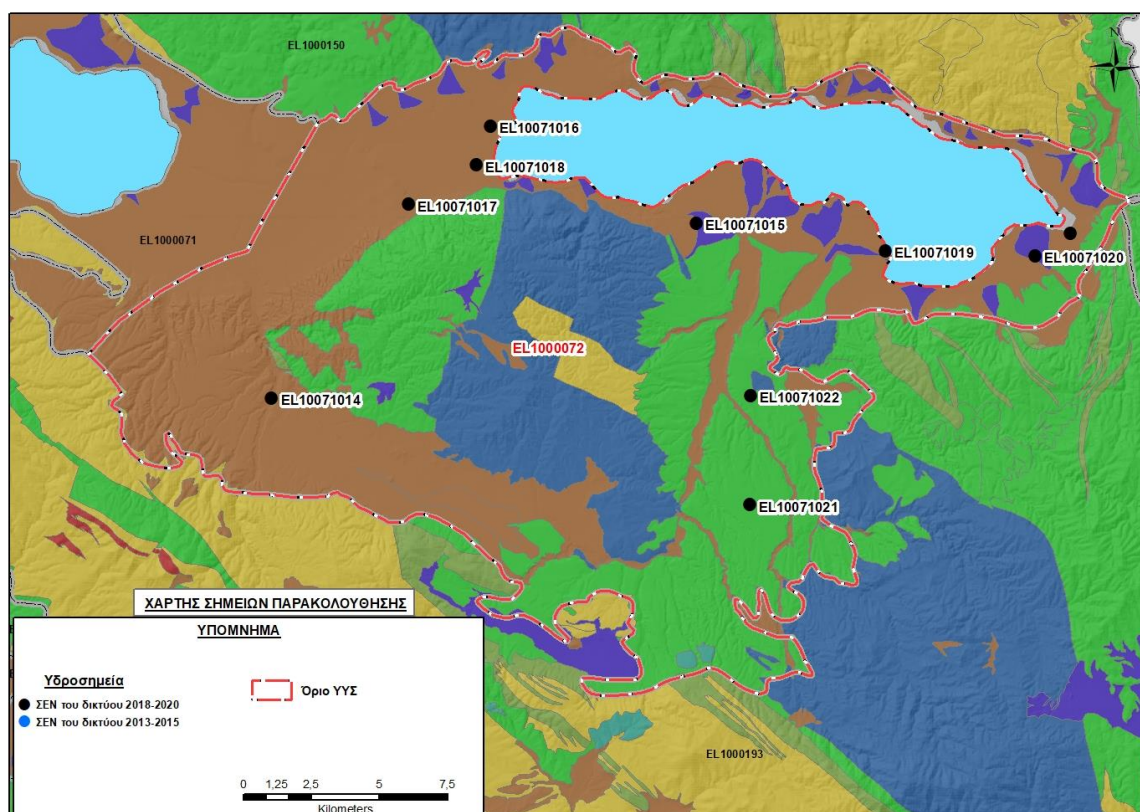 EL1000150
N
EL10071016
EL10071018
EL10071017
EL10071015
EL1000071
EL10071019
EL10071020
EL1000072
EL10071014
EL10071022
EL10071021
ΧΑΡΤΗΣ ΣΗΜΕΙΩΝ ΠΑΡΑΚΟΛΟΥΘΗΣΗΣ
ΥΠΟΜΝΗΜΑ
Υδροσημεία
ΣΕΝ του δικτύου 2018-2020
ΣΕΝ του δικτύου 2013-2015
Όριο ΥΥΣ
EL1000193
0 1,25 2,5 5 7,5
Kilometers